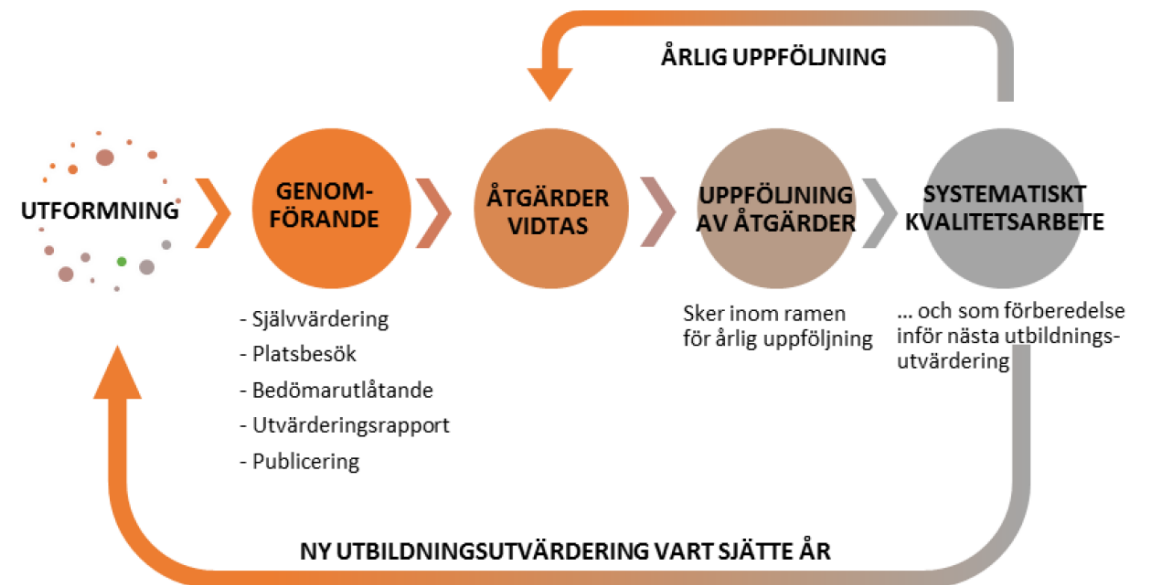 ÅRLIG UPPFÖLJNING
UTFORMNING
GENOM-
FÖRANDE
ÅTGÄRDER
VIDTAS
UPPFÖLJNING
AV ÅTGÄRDER
SYSTEMATISKT
KVALITETSARBETE
- Självvärdering
- Platsbesök
- Bedömarutlåtande
- Utvärderingsrapport
- Publicering
Sker inom ramen
för årlig uppföljning
... och som förberedelse
inför nästa utbildnings-
utvärdering
NY UTBILDNINGSUTVÄRDERING VART SJÄTTE ÅR